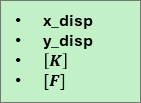 • x_disp
• y_disp
• [K]
• [F]